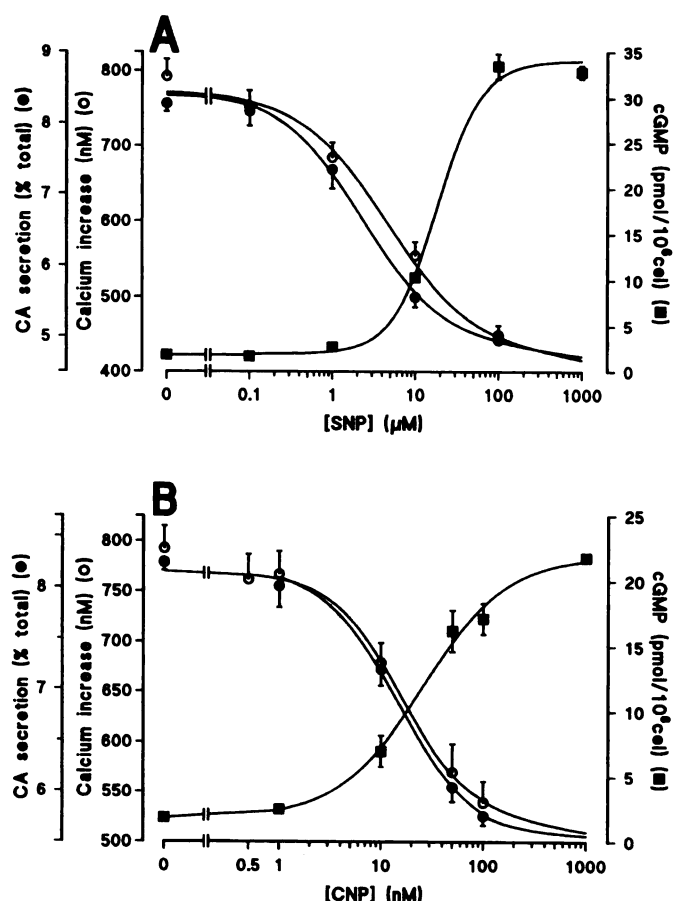 A
CA secretion (% total) (●)
9
8
7
6
5
Calcium increase (nM) (○)
800
700
600
500
400
cGMP (pmol/10⁶cel) (■)
35
30
25
20
15
10
5
0
0 0.1 1 10 100 1000
[SNP] (μM)
B
CA secretion (% total) (●)
8
7
6
Calcium increase (nM) (○)
800
750
700
650
600
550
500
cGMP (pmol/10⁶cel) (■)
25
20
15
10
5
0
0 0.5 1 10 100 1000
[CNP] (nM)